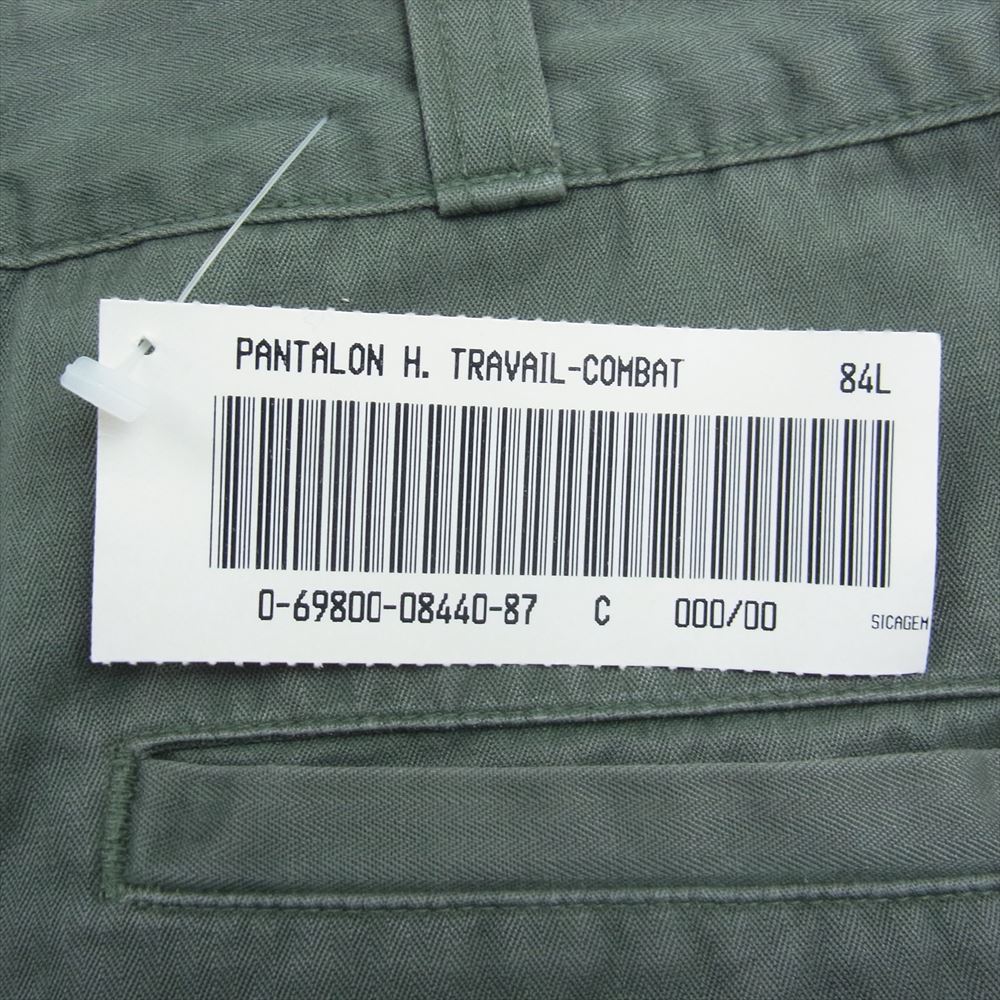 PANTALON H. TRAVAIL-COMBAT 84L
0-69800-08440-87 C 000/00
SICAGEM